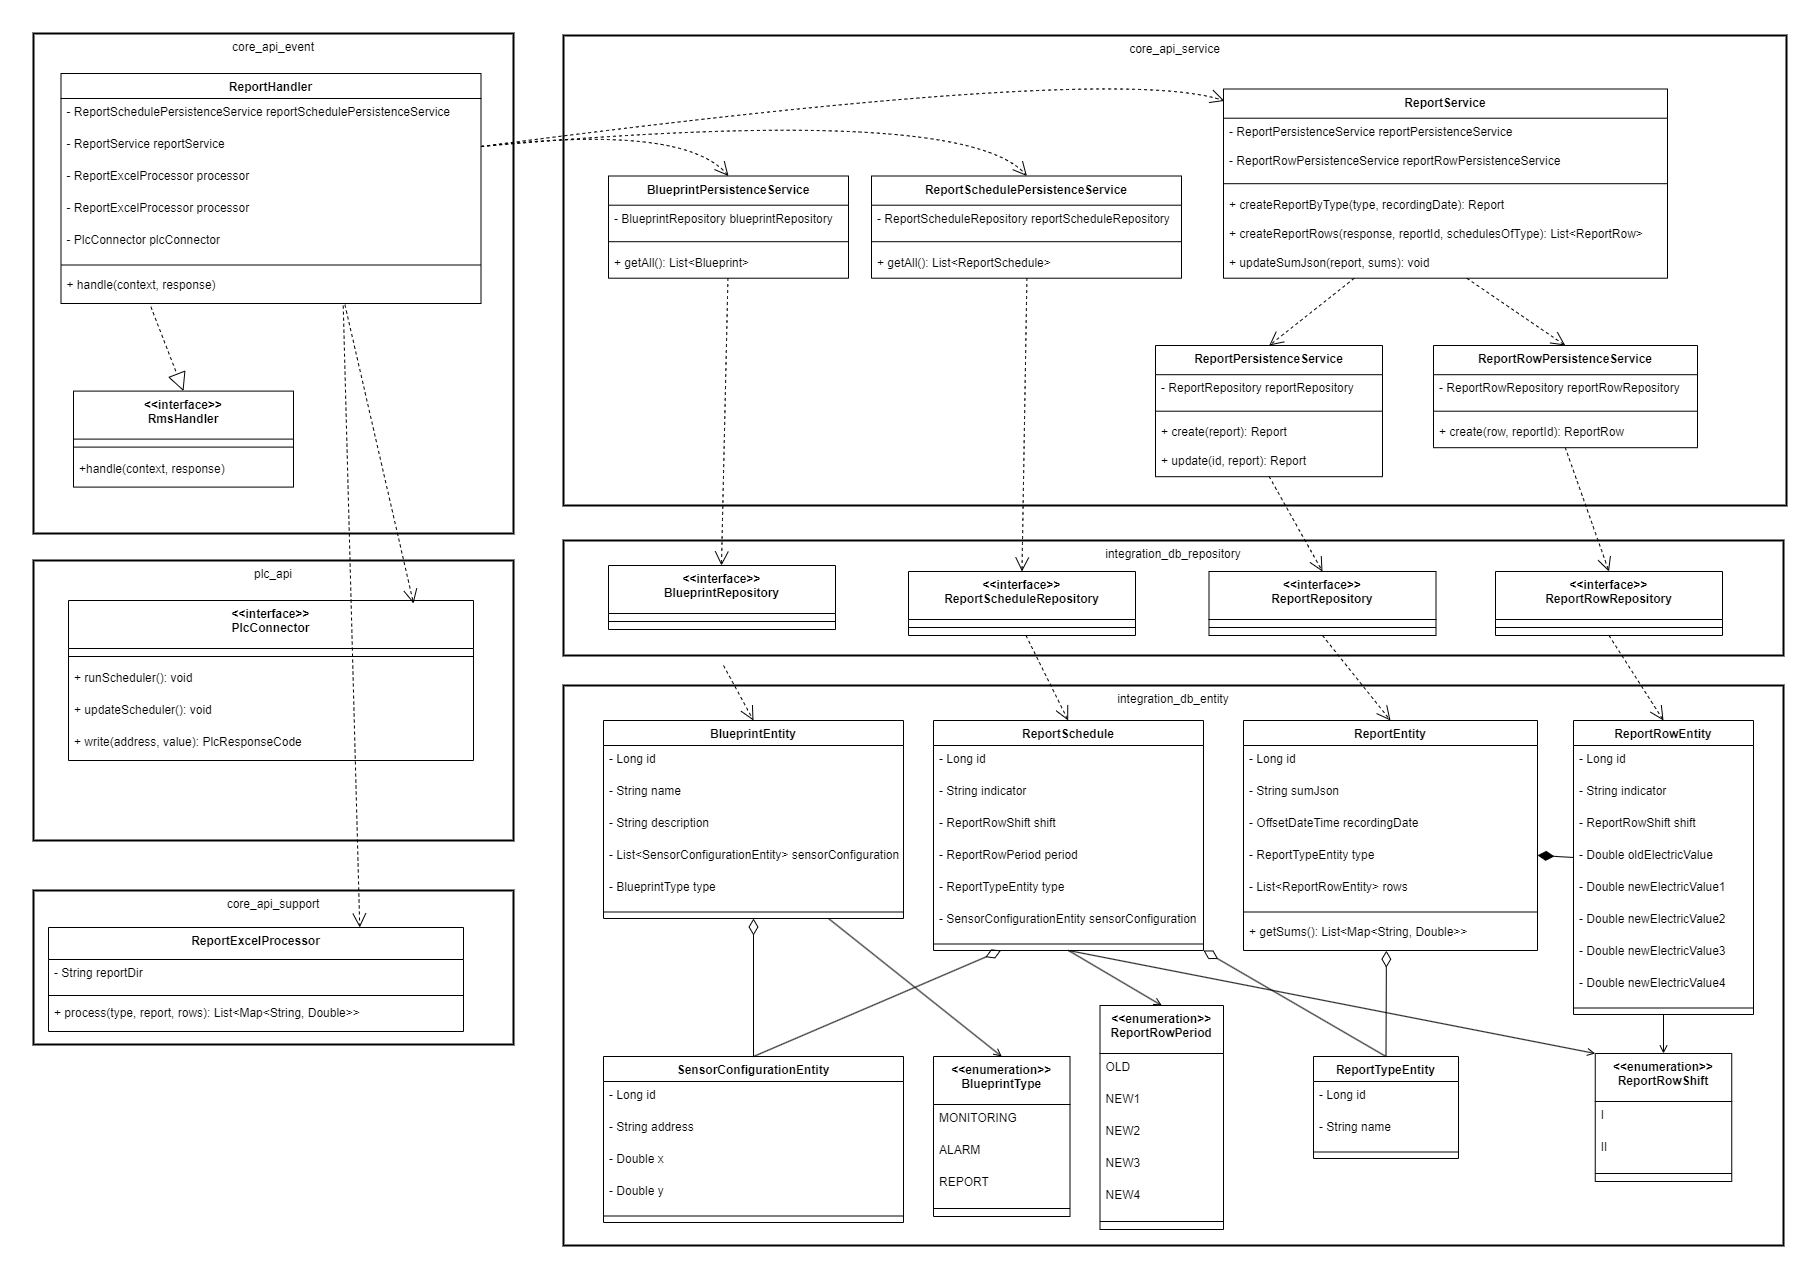 core_api_event
ReportHandler
- ReportSchedulePersistenceService reportSchedulePersistenceService
- ReportService reportService
- ReportExcelProcessor processor
- ReportExcelProcessor processor
- PlcConnector plcConnector
+ handle(context, response)
<<interface>>
RmsHandler
+handle(context, response)
plc_api
<<interface>>
PlcConnector
+ runScheduler(): void
+ updateScheduler(): void
+ write(address, value): PlcResponseCode
core_api_support
ReportExcelProcessor
- String reportDir
+ process(type, report, rows): List<Map<String, Double>>
core_api_service
BlueprintPersistenceService
- BlueprintRepository blueprintRepository
+ getAll(): List<Blueprint>
ReportSchedulePersistenceService
- ReportScheduleRepository reportScheduleRepository
+ getAll(): List<ReportSchedule>
ReportService
- ReportPersistenceService reportPersistenceService
- ReportRowPersistenceService reportRowPersistenceService
+ createReportByType(type, recordingDate): Report
+ createReportRows(response, reportId, schedulesOfType): List<ReportRow>
+ updateSumJson(report, sums): void
ReportPersistenceService
- ReportRepository reportRepository
+ create(report): Report
+ update(id, report): Report
ReportRowPersistenceService
- ReportRowRepository reportRowRepository
+ create(row, reportId): ReportRow
integration_db_repository
<<interface>>
BlueprintRepository
<<interface>>
ReportScheduleRepository
<<interface>>
ReportRepository
<<interface>>
ReportRowRepository
integration_db_entity
BlueprintEntity
- Long id
- String name
- String description
- List<SensorConfigurationEntity> sensorConfiguration
- BlueprintType type
ReportSchedule
- Long id
- String indicator
- ReportRowShift shift
- ReportRowPeriod period
- ReportTypeEntity type
- SensorConfigurationEntity sensorConfiguration
ReportEntity
- Long id
- String sumJson
- OffsetDateTime recordingDate
- ReportTypeEntity type
- List<ReportRowEntity> rows
+ getSums(): List<Map<String, Double>>
ReportRowEntity
- Long id
- String indicator
- ReportRowShift shift
- Double oldElectricValue
- Double newElectricValue1
- Double newElectricValue2
- Double newElectricValue3
- Double newElectricValue4
SensorConfigurationEntity
- Long id
- String address
- Double x
- Double y
<<enumeration>>
BlueprintType
MONITORING
ALARM
REPORT
<<enumeration>>
ReportRowPeriod
OLD
NEW1
NEW2
NEW3
NEW4
ReportTypeEntity
- Long id
- String name
<<enumeration>>
ReportRowShift
I
II